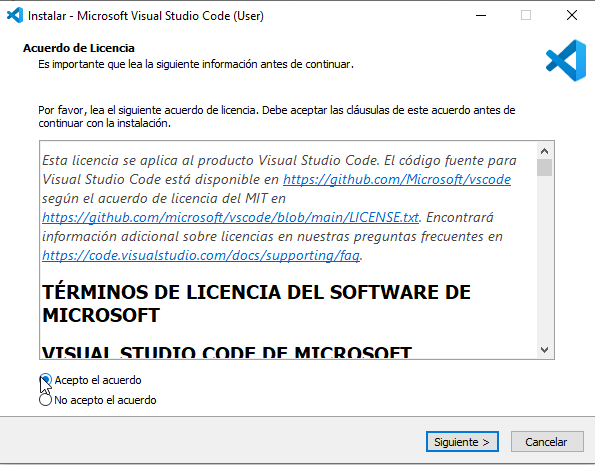 Instalar - Microsoft Visual Studio Code (User)
Acuerdo de Licencia
Es importante que lea la siguiente información antes de continuar.
Por favor, lea el siguiente acuerdo de licencia. Debe aceptar las cláusulas de este acuerdo antes de
continuar con la instalación.
Esta licencia se aplica al producto Visual Studio Code. El código fuente para
Visual Studio Code está disponible en https://github.com/Microsoft/vscode
según el acuerdo de licencia del MIT en
https://github.com/microsoft/vscode/blob/main/LICENSE.txt. Encontrará
información adicional sobre licencias en nuestras preguntas frecuentes en
https://code.visualstudio.com/docs/supporting/faq.
TÉRMINOS DE LICENCIA DEL SOFTWARE DE
MICROSOFT
VISUAL STUDIO CODE DE MICROSOFT
Acepto el acuerdo
No acepto el acuerdo
Siguiente >
Cancelar